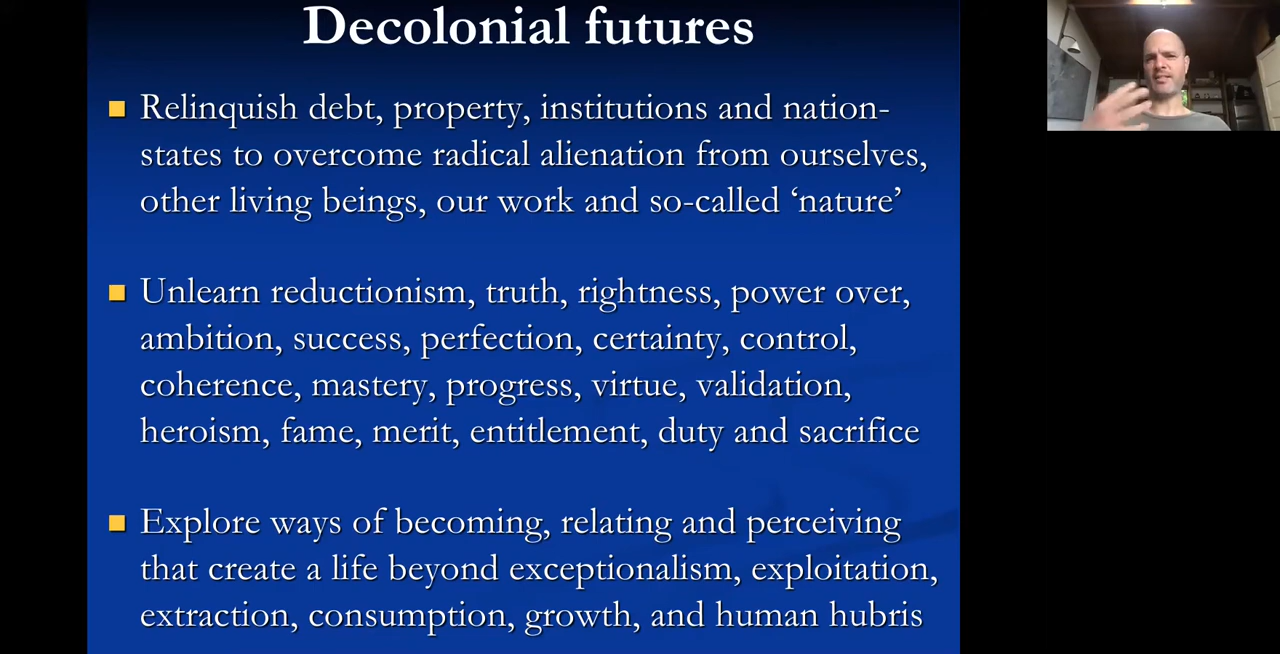 Decolonial futures
Relinquish debt, property, institutions and nation-
states to overcome radical alienation from ourselves,
other living beings, our work and so-called ‘nature’
Unlearn reductionism, truth, rightness, power over,
ambition, success, perfection, certainty, control,
coherence, mastery, progress, virtue, validation,
heroism, fame, merit, entitlement, duty and sacrifice
Explore ways of becoming, relating and perceiving
that create a life beyond exceptionalism, exploitation,
extraction, consumption, growth, and human hubris